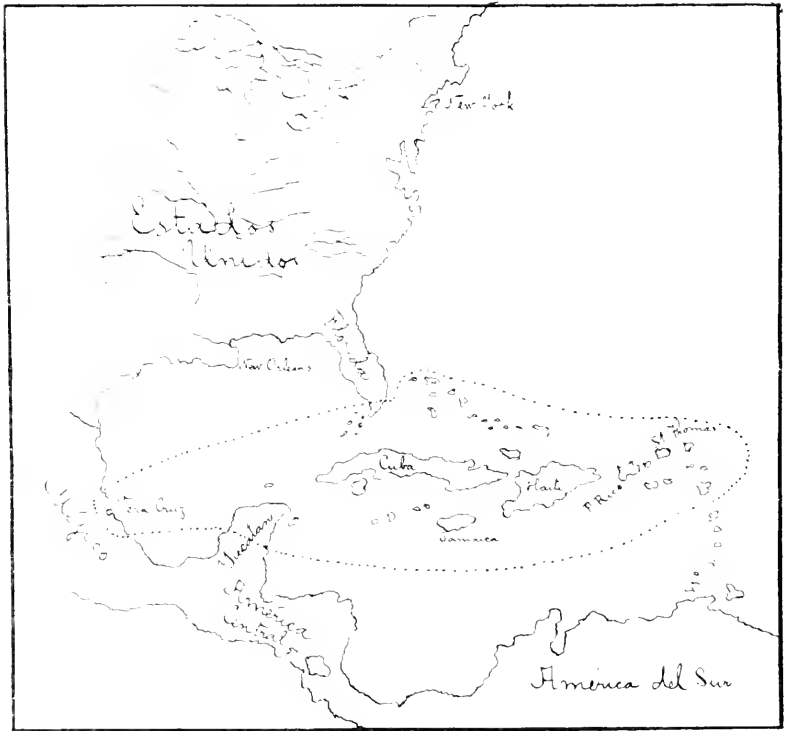 New York
Estados
Unidos
Florida
New Orleans
St Thomas
Cuba
Haiti
P. Rico
Vera Cruz
Jamaica
Yucatan
América
Central
América del Sur